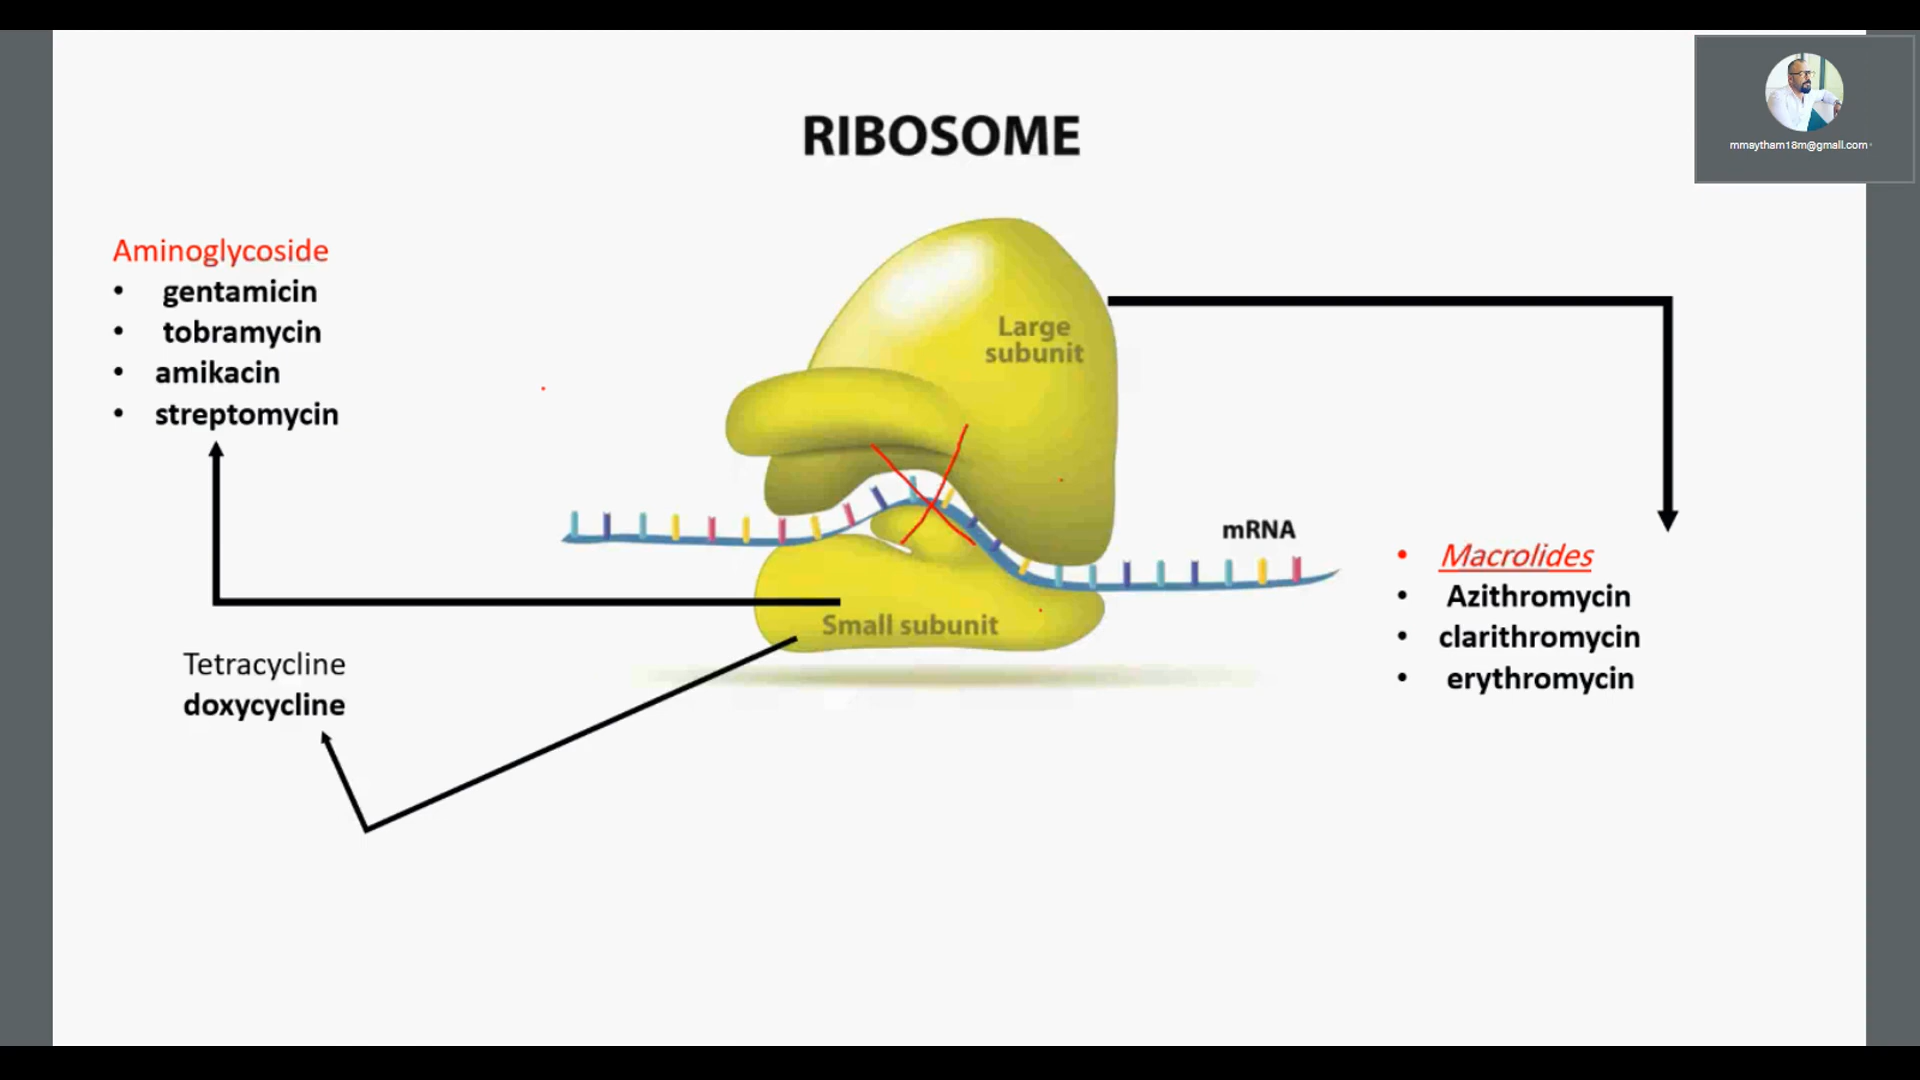 mmaytham18m@gmail.com
RIBOSOME
Aminoglycoside
• gentamicin
• tobramycin
• amikacin
• streptomycin
Large
subunit
mRNA
Small subunit
Tetracycline
doxycycline
• Macrolides
• Azithromycin
• clarithromycin
• erythromycin